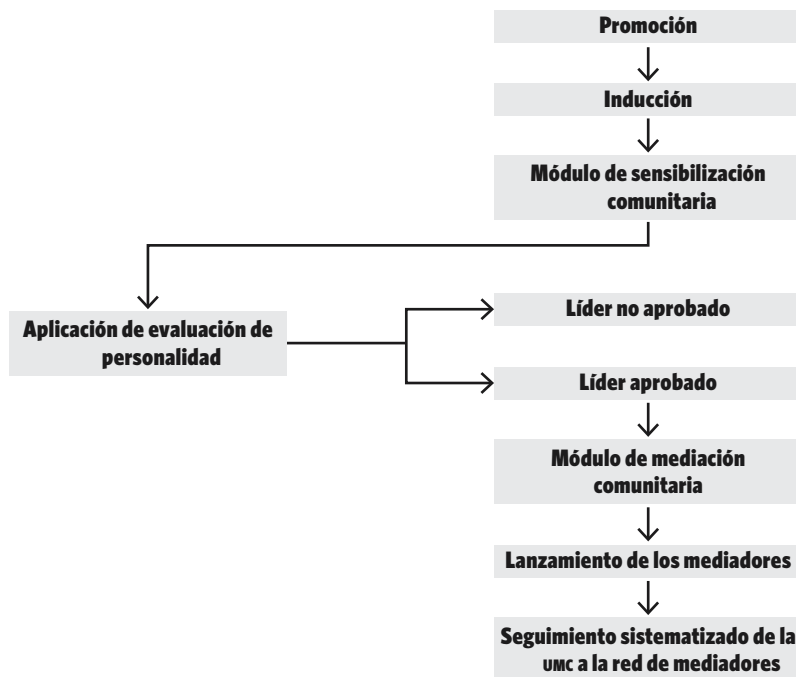 Promoción
Inducción
Módulo de sensibilización
comunitaria
Aplicación de evaluación de
personalidad
Líder no aprobado
Líder aprobado
Módulo de mediación
comunitaria
Lanzamiento de los mediadores
Seguimiento sistematizado de la
UMC a la red de mediadores